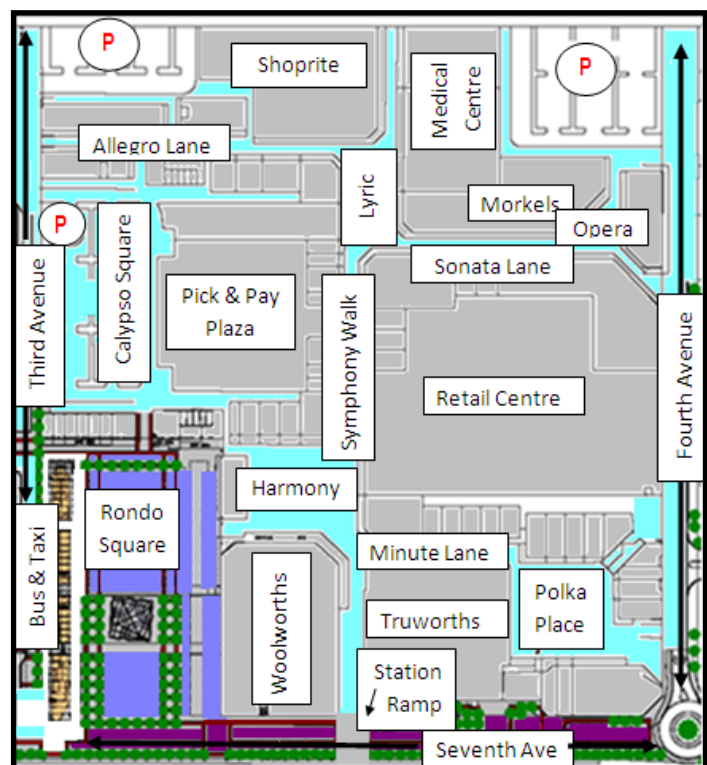 P
Shoprite
Medical
Centre
P
Allegro Lane
Lyric
Morkels
Opera
P
Calypso Square
Third Avenue
Pick & Pay
Plaza
Sonata Lane
Symphony Walk
Retail Centre
Fourth Avenue
Harmony
Rondo
Square
Bus & Taxi
Minute Lane
Woolworths
Truworths
Polka
Place
Station
Ramp
Seventh Ave